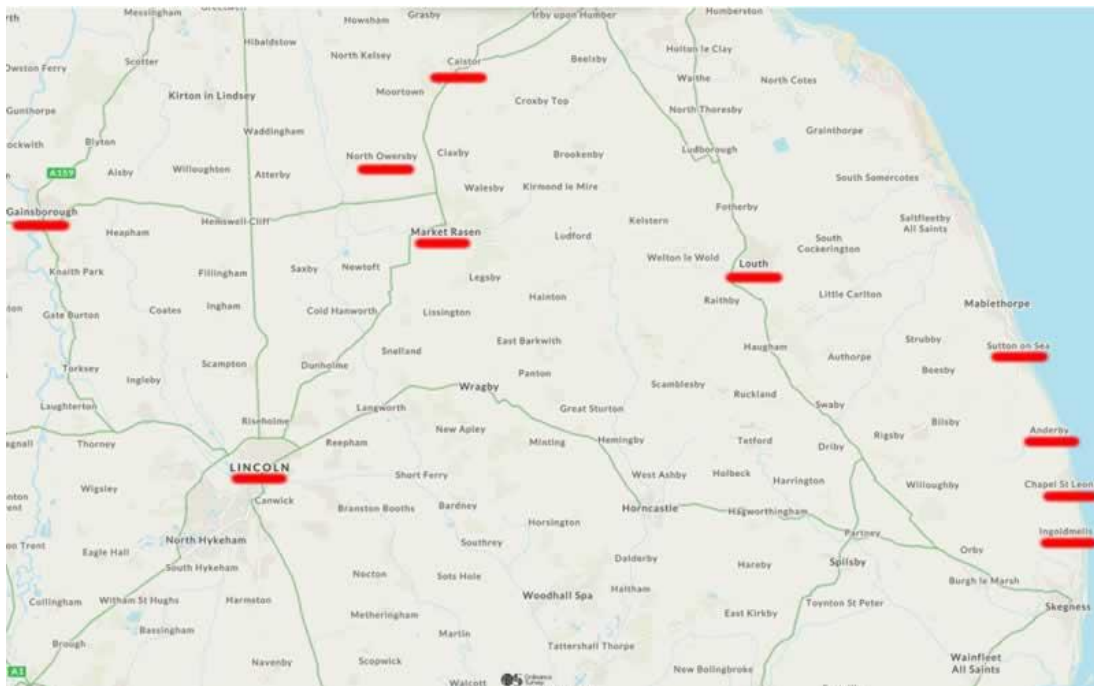 Messingham
Howsham
Grasby
Irby upon Humber
Humberston
Hibaldstow
Holton le Clay
Owston Ferry
Scotter
North Kelsey
Caistor
Beelsby
Waithe
North Cotes
Kirton in Lindsey
Moortown
Croxby Top
Gunthorpe
North Thoresby
Waddingham
Grainthorpe
Blyton
North Owersby
Claxby
Brookenby
Ludborough
A159
Aisby
Willoughton
Atterby
Walesby
Kirmond le Mire
South Somercotes
Gainsborough
Hemswell Cliff
Fotherby
Saltfleetby
All Saints
Heapham
Market Rasen
Ludford
Kelstern
South
Cockerington
Knaith Park
Fillingham
Saxby
Newtoft
Legsby
Welton le Wold
Louth
Gate Burton
Coates
Ingham
Cold Hanworth
Lissington
Hainton
Raithby
Little Carlton
Mablethorpe
Torksey
Ingleby
Scampton
Dunholme
Snelland
East Barkwith
Panton
Haugham
Authorpe
Strubby
Beesby
Sutton on Sea
Laughterton
Wragby
Scamblesby
Ruckland
Swaby
Riseholme
Langworth
Great Sturton
Bilsby
Thorney
Reepham
New Apley
Minting
Hemingby
Tetford
Driby
Rigsby
Anderby
LINCOLN
Short Ferry
West Ashby
Holbeck
Harrington
Willoughby
Chapel St Leon
Wigsley
Canwick
Branston Booths
Bardney
Horsington
Horncastle
Hagworthingham
Partney
Ingoldmells
Eagle Hall
North Hykeham
Southrey
Dalderby
Orby
South Hykeham
Nocton
Sots Hole
Woodhall Spa
Haltham
Hareby
Spilsby
Burgh le Marsh
Collingham
Witham St Hughs
Harmston
Metheringham
East Kirkby
Toynton St Peter
Skegness
Bassingham
Brough
Martin
Tattershall Thorpe
A1
Navenby
Scopwick
New Bolingbroke
Wainfleet
All Saints
Walcott
OS Ordnance
Survey